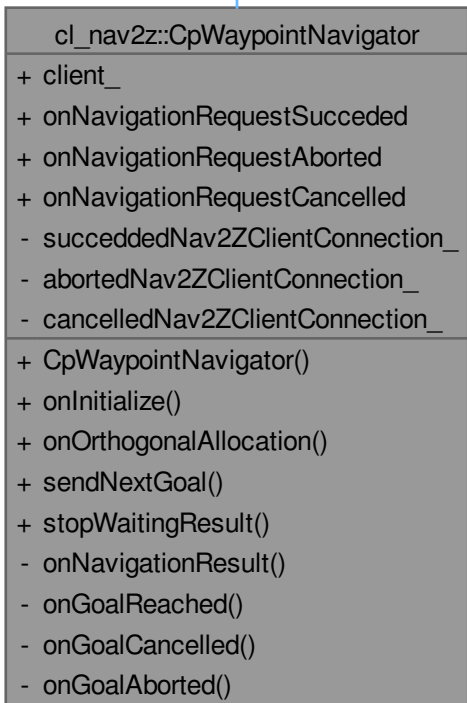 cl_nav2z::CpWaypointNavigator
+ client_
+ onNavigationRequestSucceded
+ onNavigationRequestAborted
+ onNavigationRequestCancelled
- succeddedNav2ZClientConnection_
- abortedNav2ZClientConnection_
- cancelledNav2ZClientConnection_
+ CpWaypointNavigator()
+ onInitialize()
+ onOrthogonalAllocation()
+ sendNextGoal()
+ stopWaitingResult()
- onNavigationResult()
- onGoalReached()
- onGoalCancelled()
- onGoalAborted()